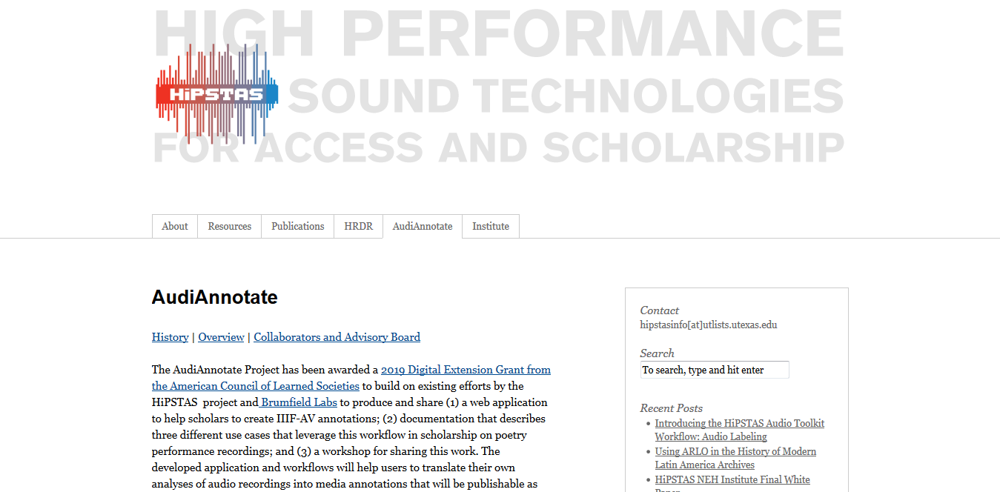 HIGH PERFORMANCE
HiPSTAS
SOUND TECHNOLOGIES
FOR ACCESS AND SCHOLARSHIP
About Resources Publications HRDR AudiAnnotate Institute
AudiAnnotate
History | Overview | Collaborators and Advisory Board
The AudiAnnotate Project has been awarded a 2019 Digital Extension Grant from
the American Council of Learned Societies to build on existing efforts by the
HiPSTAS project and Brumfield Labs to produce and share (1) a web application
to help scholars to create IIIF-AV annotations; (2) documentation that describes
three different use cases that leverage this workflow in scholarship on poetry
performance recordings; and (3) a workshop for sharing this work. The
developed application and workflows will help users to translate their own
analyses of audio recordings into media annotations that will be publishable as
Contact
hipstasinfo[at]utlists.utexas.edu
Search
To search, type and hit enter
Recent Posts
Introducing the HiPSTAS Audio Toolkit
Workflow: Audio Labeling
Using ARLO in the History of Modern
Latin America Archives
HiPSTAS NEH Institute Final White